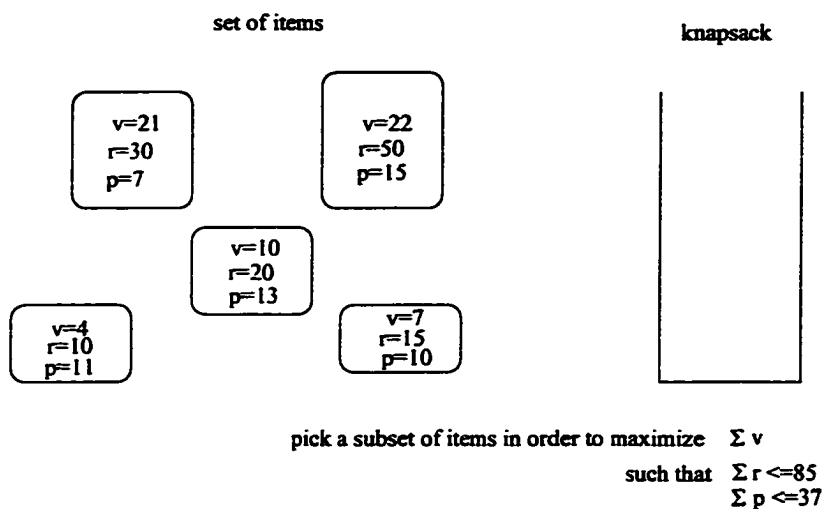 set of items
knapsack
v=21
r=30
p=7
v=22
r=50
p=15
v=10
r=20
p=13
v=4
r=10
p=11
v=7
r=15
p=10
pick a subset of items in order to maximize Σ v
such that Σ r <=85
Σ p <=37